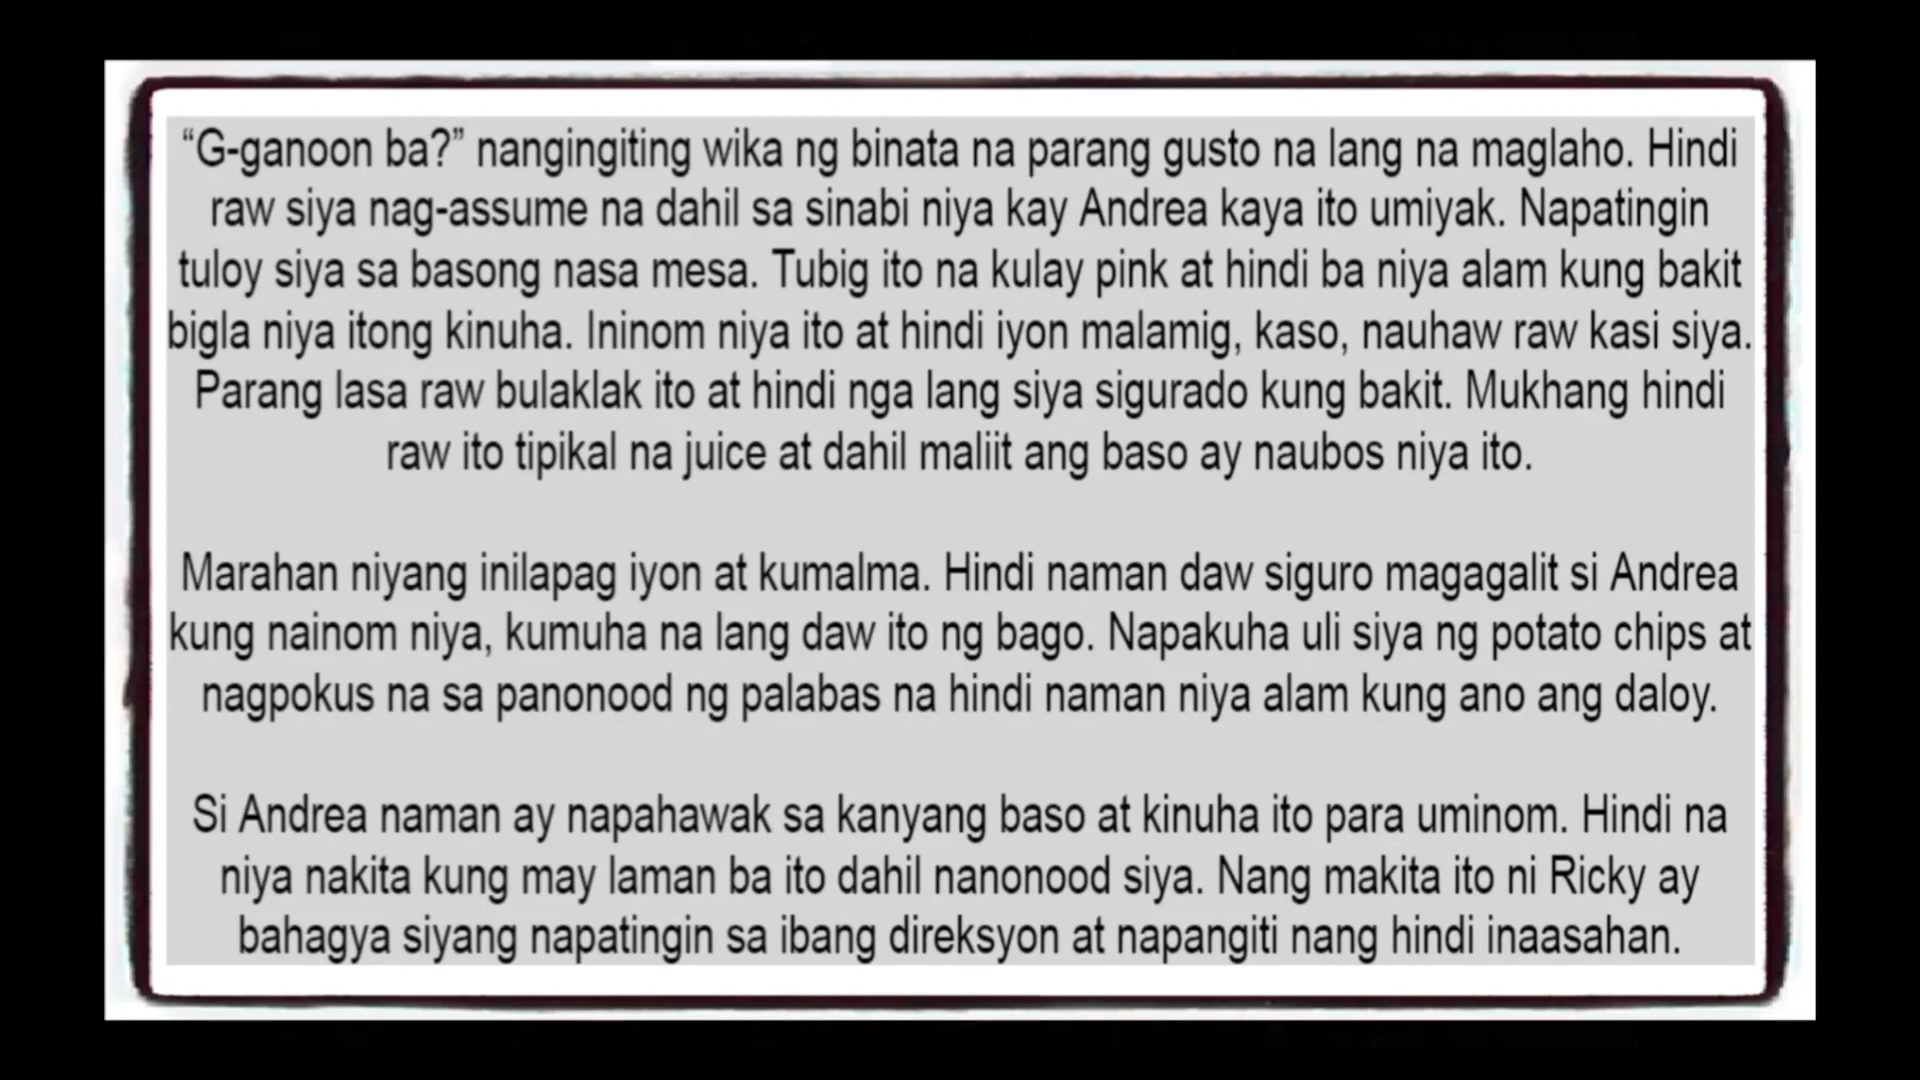 “G-ganoon ba?” nangingiting wika ng binata na parang gusto na lang na maglaho. Hindi
raw siya nag-assume na dahil sa sinabi niya kay Andrea kaya ito umiyak. Napatingin
tuloy siya sa basong nasa mesa. Tubig ito na kulay pink at hindi ba niya alam kung bakit
bigla niya itong kinuha. Ininom niya ito at hindi iyon malamig, kaso, nauhaw raw kasi siya.
Parang lasa raw bulaklak ito at hindi nga lang siya sigurado kung bakit. Mukhang hindi
raw ito tipikal na juice at dahil maliit ang baso ay naubos niya ito.
Marahan niyang inilapag iyon at kumalma. Hindi naman daw siguro magagalit si Andrea
kung nainom niya, kumuha na lang daw ito ng bago. Napakuha uli siya ng potato chips at
nagpokus na sa panonood ng palabas na hindi naman niya alam kung ano ang daloy.
Si Andrea naman ay napahawak sa kanyang baso at kinuha ito para uminom. Hindi na
niya nakita kung may laman ba ito dahil nanonood siya. Nang makita ito ni Ricky ay
bahagya siyang napatingin sa ibang direksyon at napangiti nang hindi inaasahan.